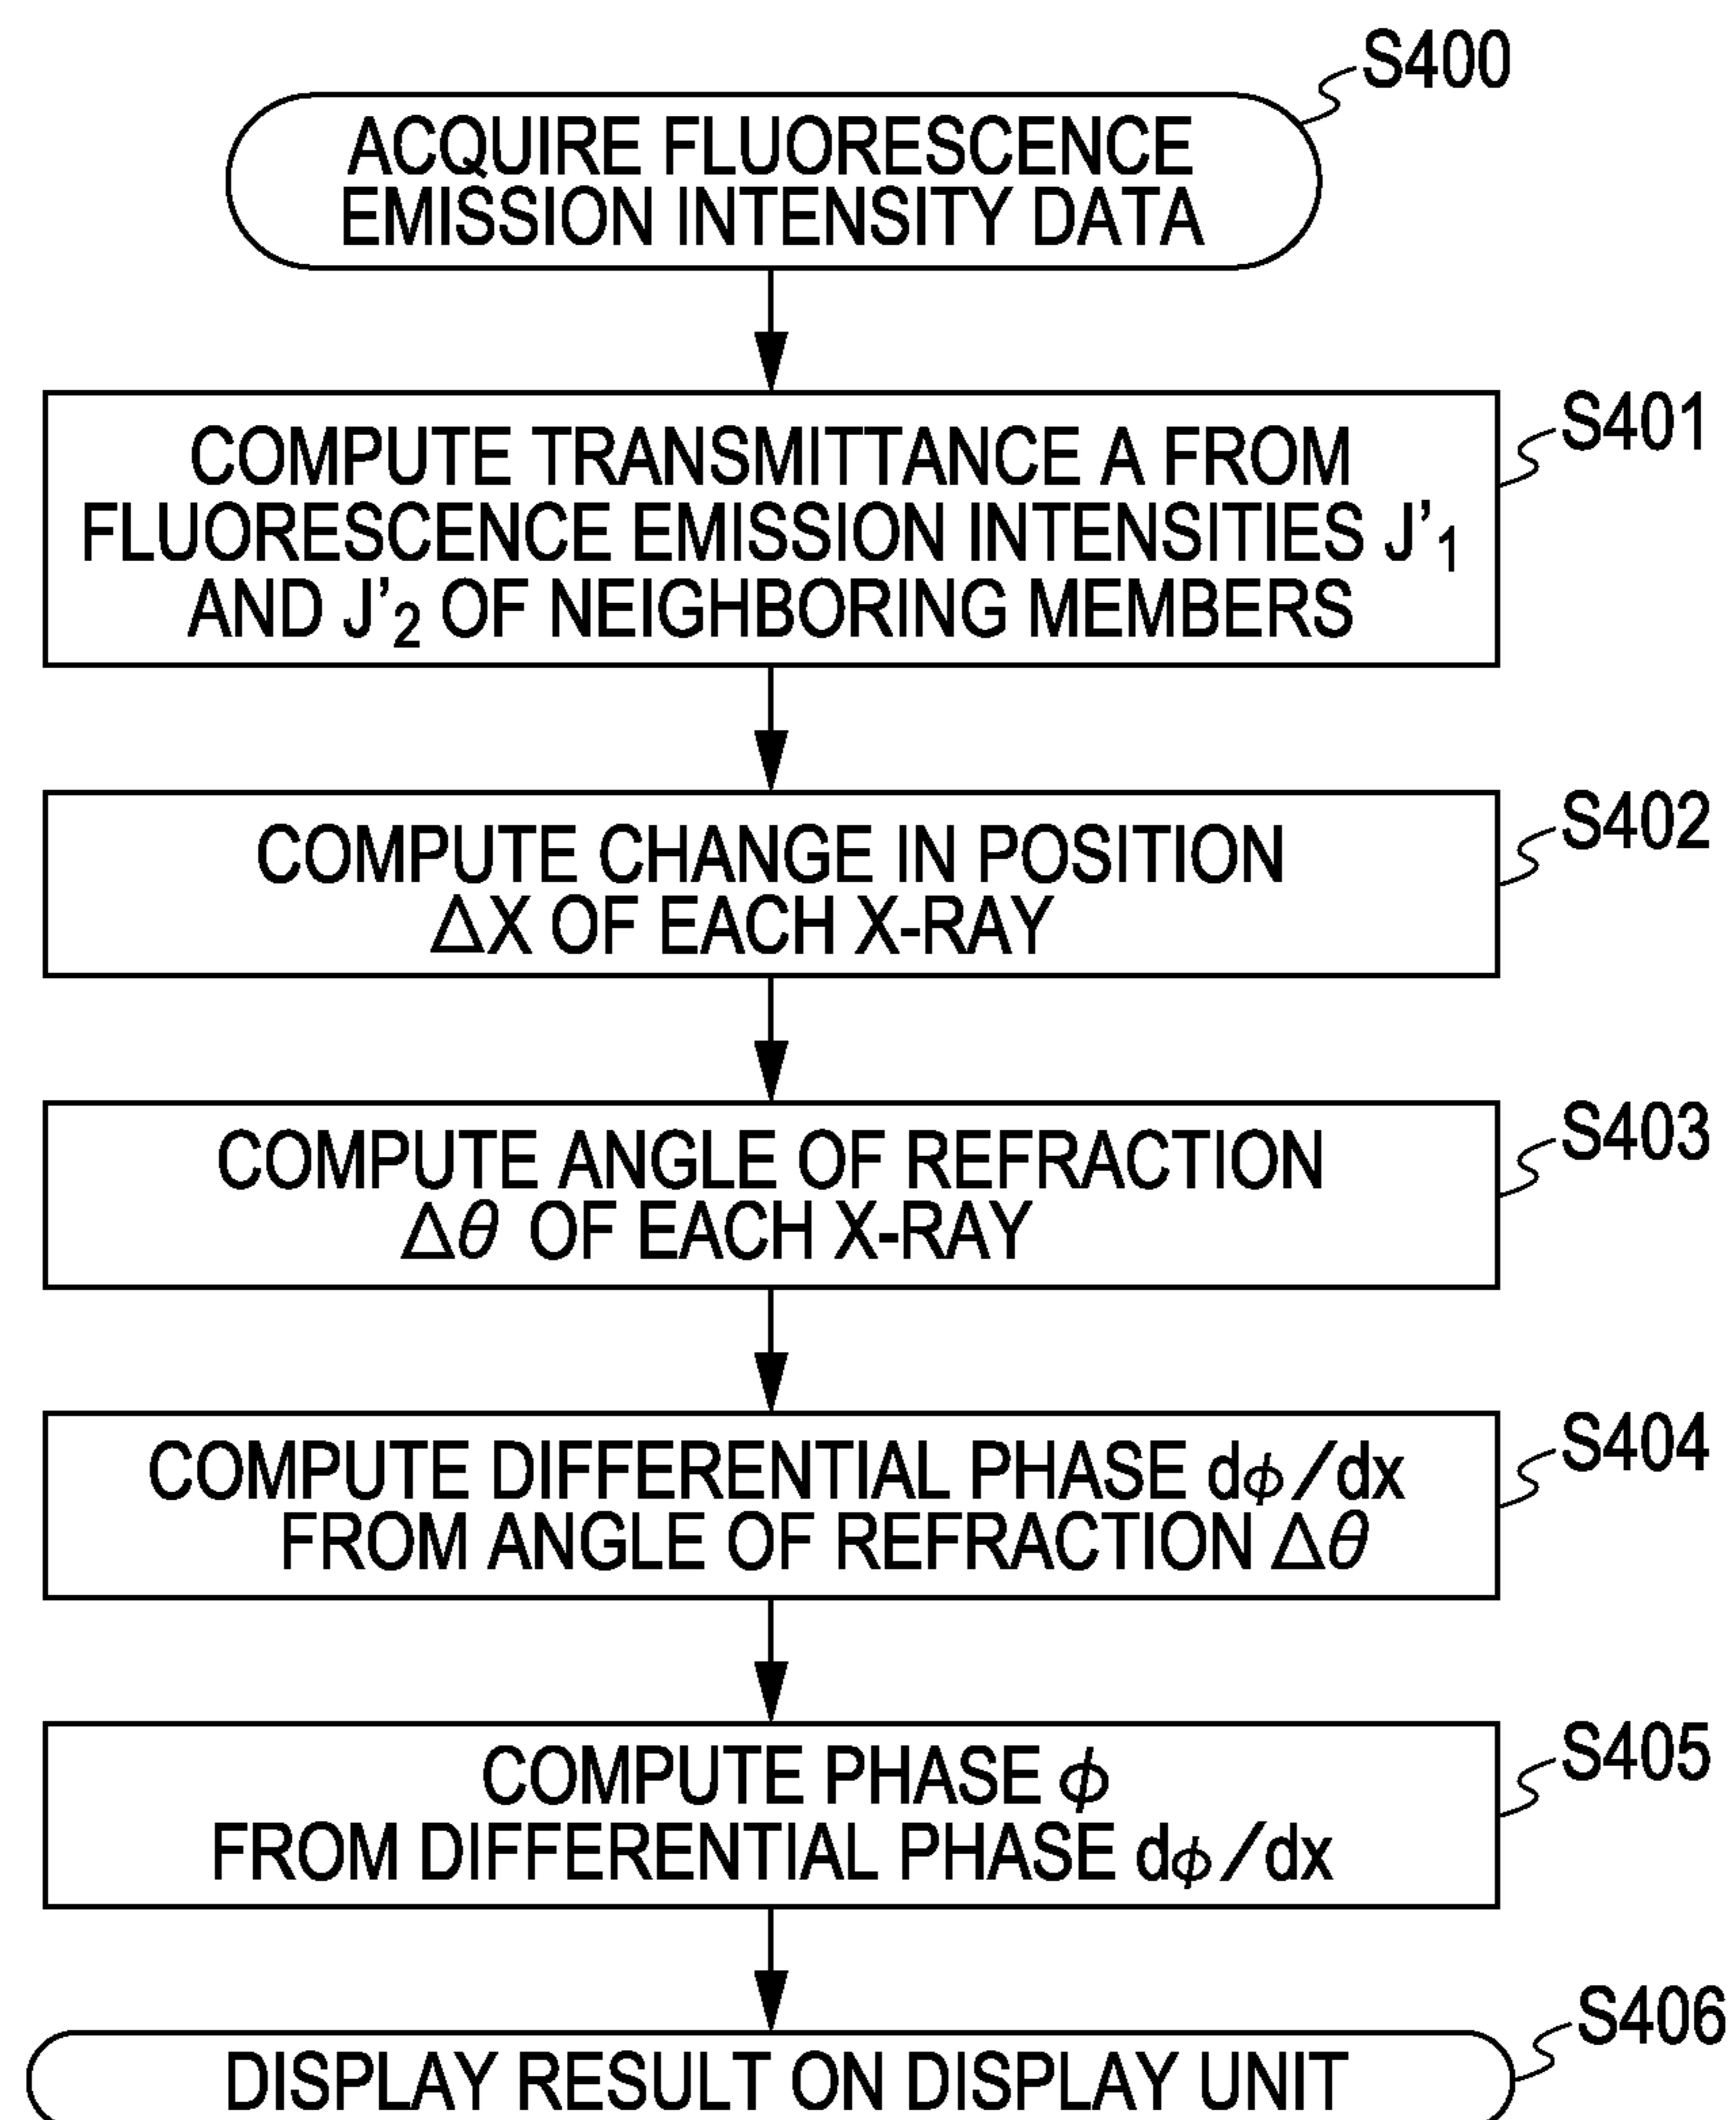 S400
ACQUIRE FLUORESCENCE
EMISSION INTENSITY DATA
S401
COMPUTE TRANSMITTANCE A FROM
FLUORESCENCE EMISSION INTENSITIES J’1
AND J’2 OF NEIGHBORING MEMBERS
S402
COMPUTE CHANGE IN POSITION
ΔX OF EACH X-RAY
S403
COMPUTE ANGLE OF REFRACTION
Δθ OF EACH X-RAY
S404
COMPUTE DIFFERENTIAL PHASE dϕ/dx
FROM ANGLE OF REFRACTION Δθ
S405
COMPUTE PHASE ϕ
FROM DIFFERENTIAL PHASE dϕ/dx
S406
DISPLAY RESULT ON DISPLAY UNIT